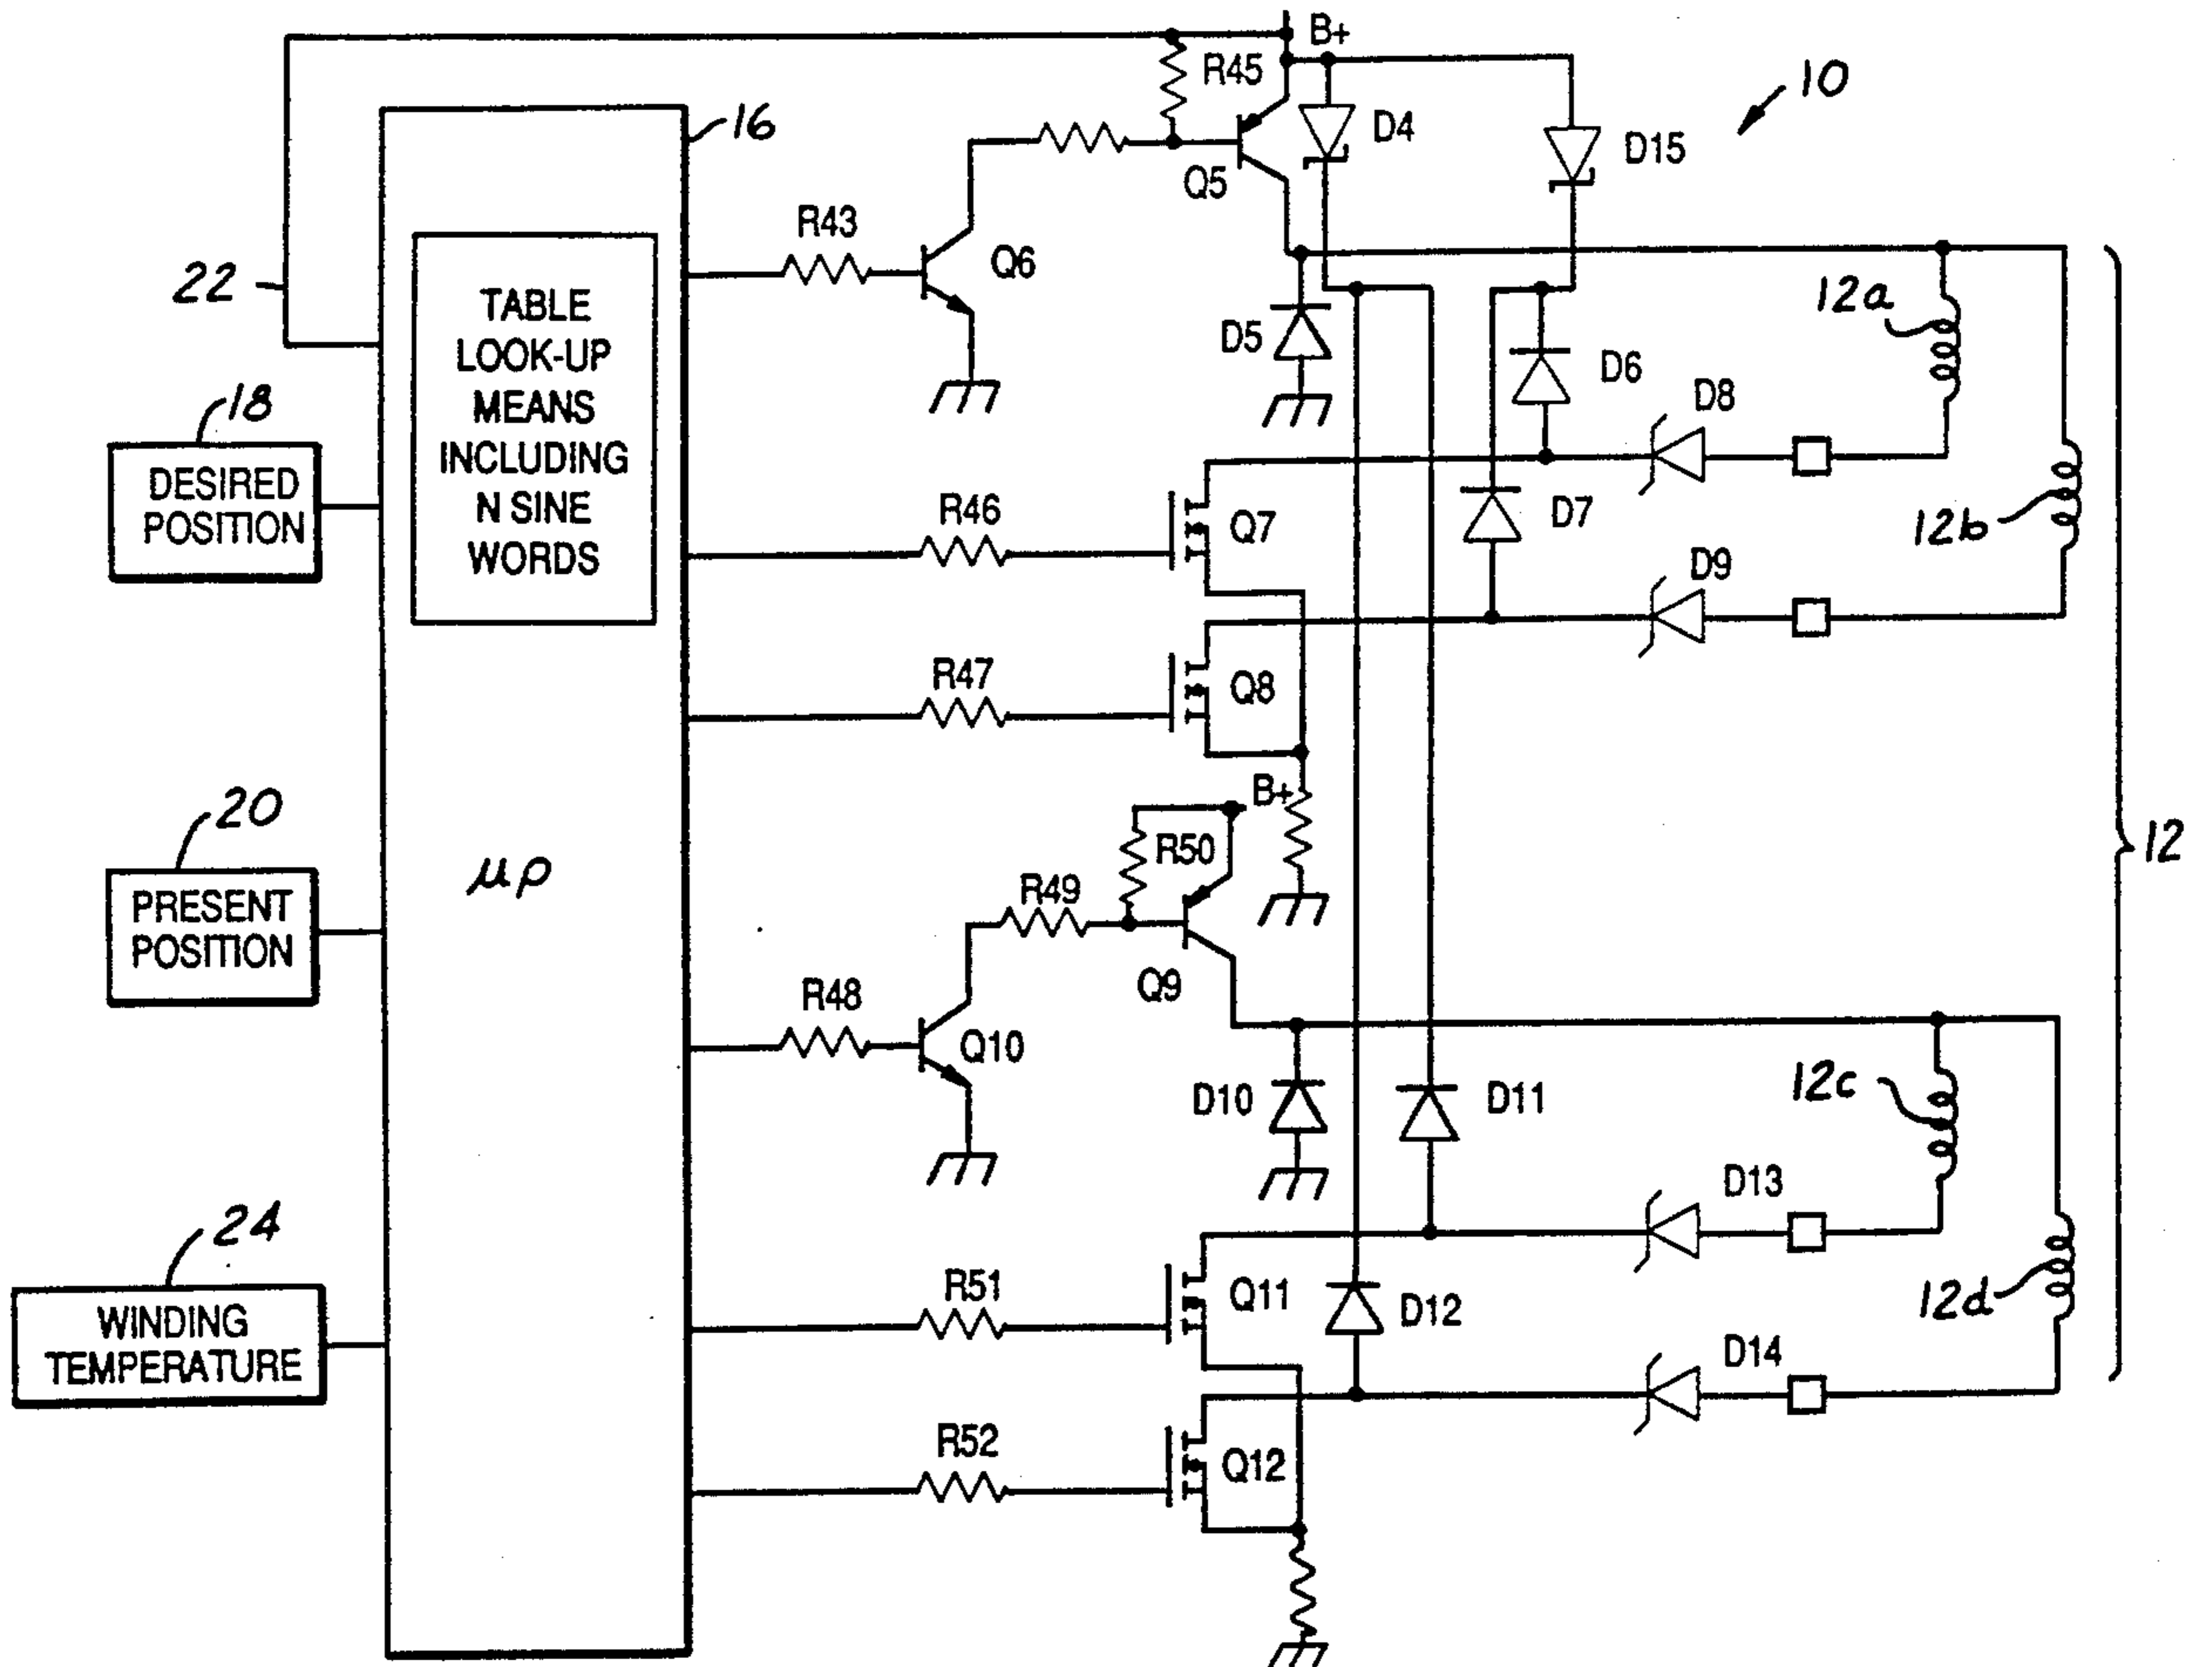 B+
R45
10
16
D4
D15
Q5
R43
Q6
22
TABLE
LOOK-UP
MEANS
INCLUDING
N SINE
WORDS
12a
D5
D6
D8
18
DESIRED
POSITION
R46
Q7
D7
12b
D9
R47
Q8
B+
20
PRESENT
POSITION
μp
R50
R49
12
Q9
R48
Q10
D10
D11
12c
D13
24
WINDING
TEMPERATURE
R51
Q11
D12
12d
D14
R52
Q12